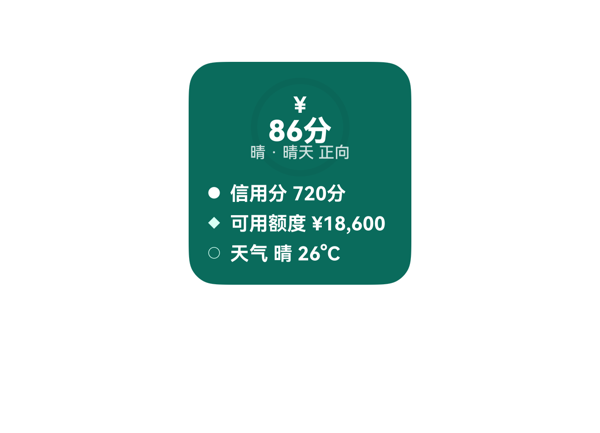 ¥
86分
晴 · 晴天 正向
信用分 720分
可用额度 ¥18,600
天气 晴 26°C